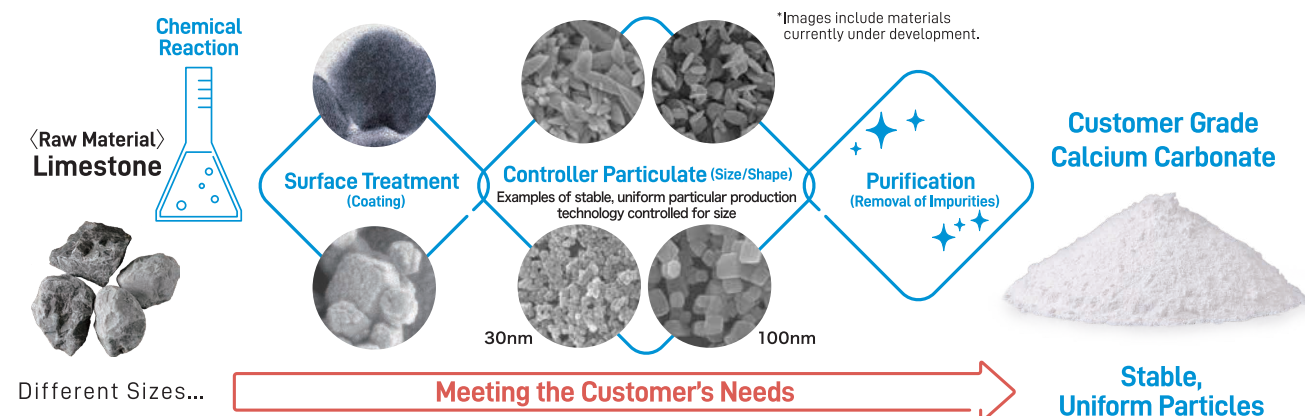 Chemical
Reaction
〈Raw Material〉
Limestone
Different Sizes...
Surface Treatment
(Coating)
Controller Particulate (Size/Shape)
Examples of stable, uniform particular production
technology controlled for size
30nm
100nm
*Images include materials
currently under development.
Purification
(Removal of Impurities)
Customer Grade
Calcium Carbonate
Meeting the Customer's Needs
Stable,
Uniform Particles